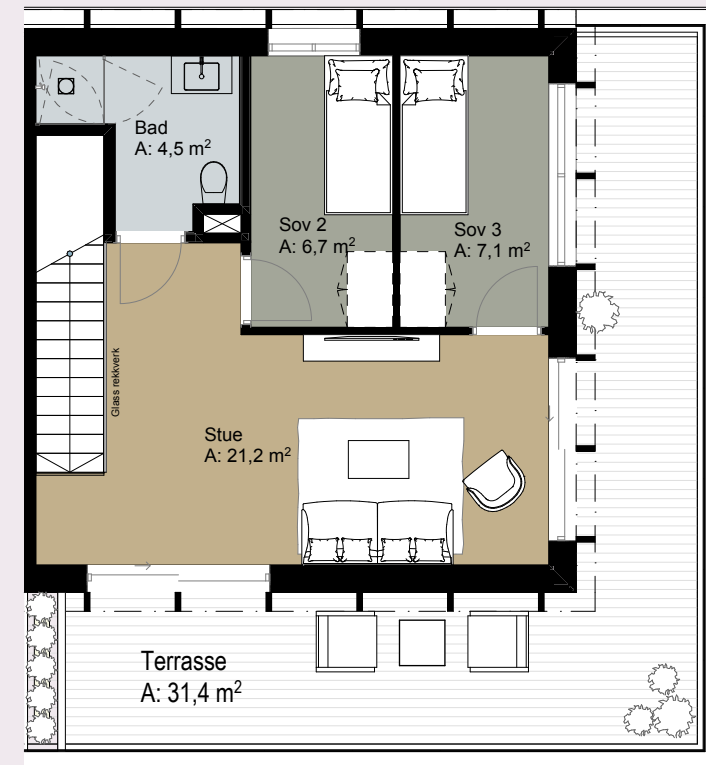 Bad
A: 4,5 m²
Sov 2
A: 6,7 m²
Sov 3
A: 7,1 m²
Glass rekkverk
Stue
A: 21,2 m²
Terrasse
A: 31,4 m²